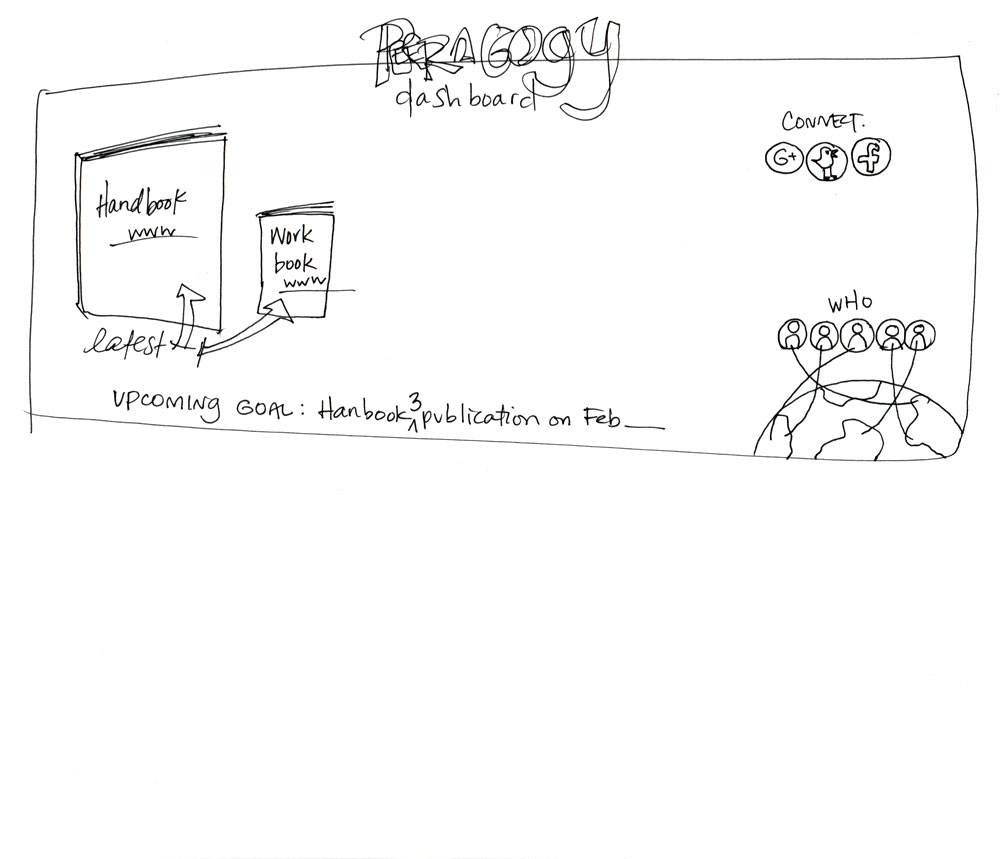 PEERAGOGY
dashboard
CONNECT.
G+
f
Handbook
www
Work
book
www
latest
WHO
UPCOMING GOAL: Hanbook 3 publication on Feb___